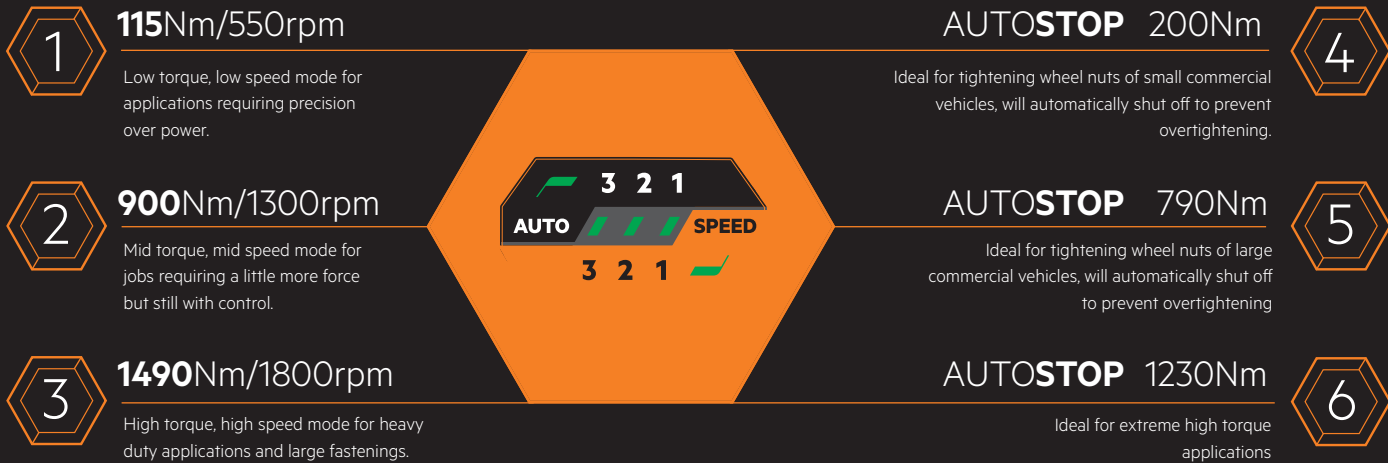 1
115Nm/550rpm
Low torque, low speed mode for
applications requiring precision
over power.
2
900Nm/1300rpm
Mid torque, mid speed mode for
jobs requiring a little more force
but still with control.
3
1490Nm/1800rpm
High torque, high speed mode for heavy
duty applications and large fastenings.
3 2 1
AUTO SPEED
3 2 1
AUTOSTOP 200Nm
4
Ideal for tightening wheel nuts of small commercial
vehicles, will automatically shut off to prevent
overtightening.
AUTOSTOP 790Nm
5
Ideal for tightening wheel nuts of large
commercial vehicles, will automatically shut off
to prevent overtightening
AUTOSTOP 1230Nm
6
Ideal for extreme high torque
applications